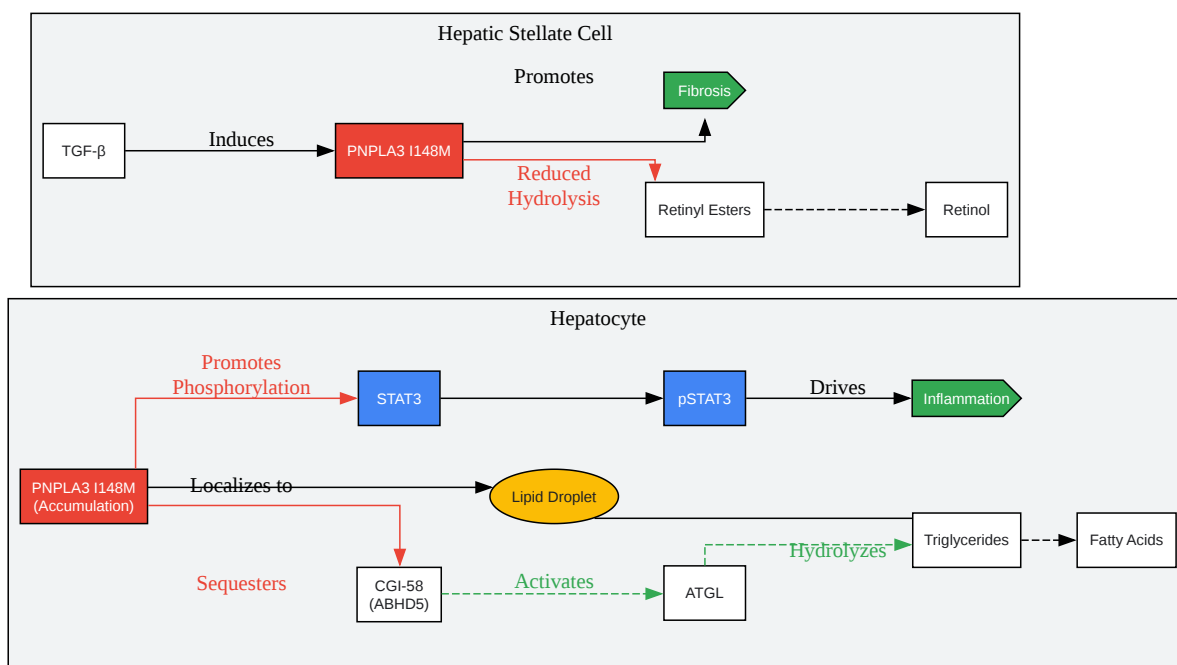 Hepatic Stellate Cell
Promotes
Fibrosis
TGF-β
Induces
PNPLA3 I148M
Reduced
Hydrolysis
Retinyl Esters
Retinol
Hepatocyte
Promotes
Phosphorylation
STAT3
pSTAT3
Drives
Inflammation
PNPLA3 I148M
(Accumulation)
Localizes to
Lipid Droplet
Triglycerides
Fatty Acids
Hydrolyzes
Sequesters
CGI-58
(ABHD5)
Activates
ATGL